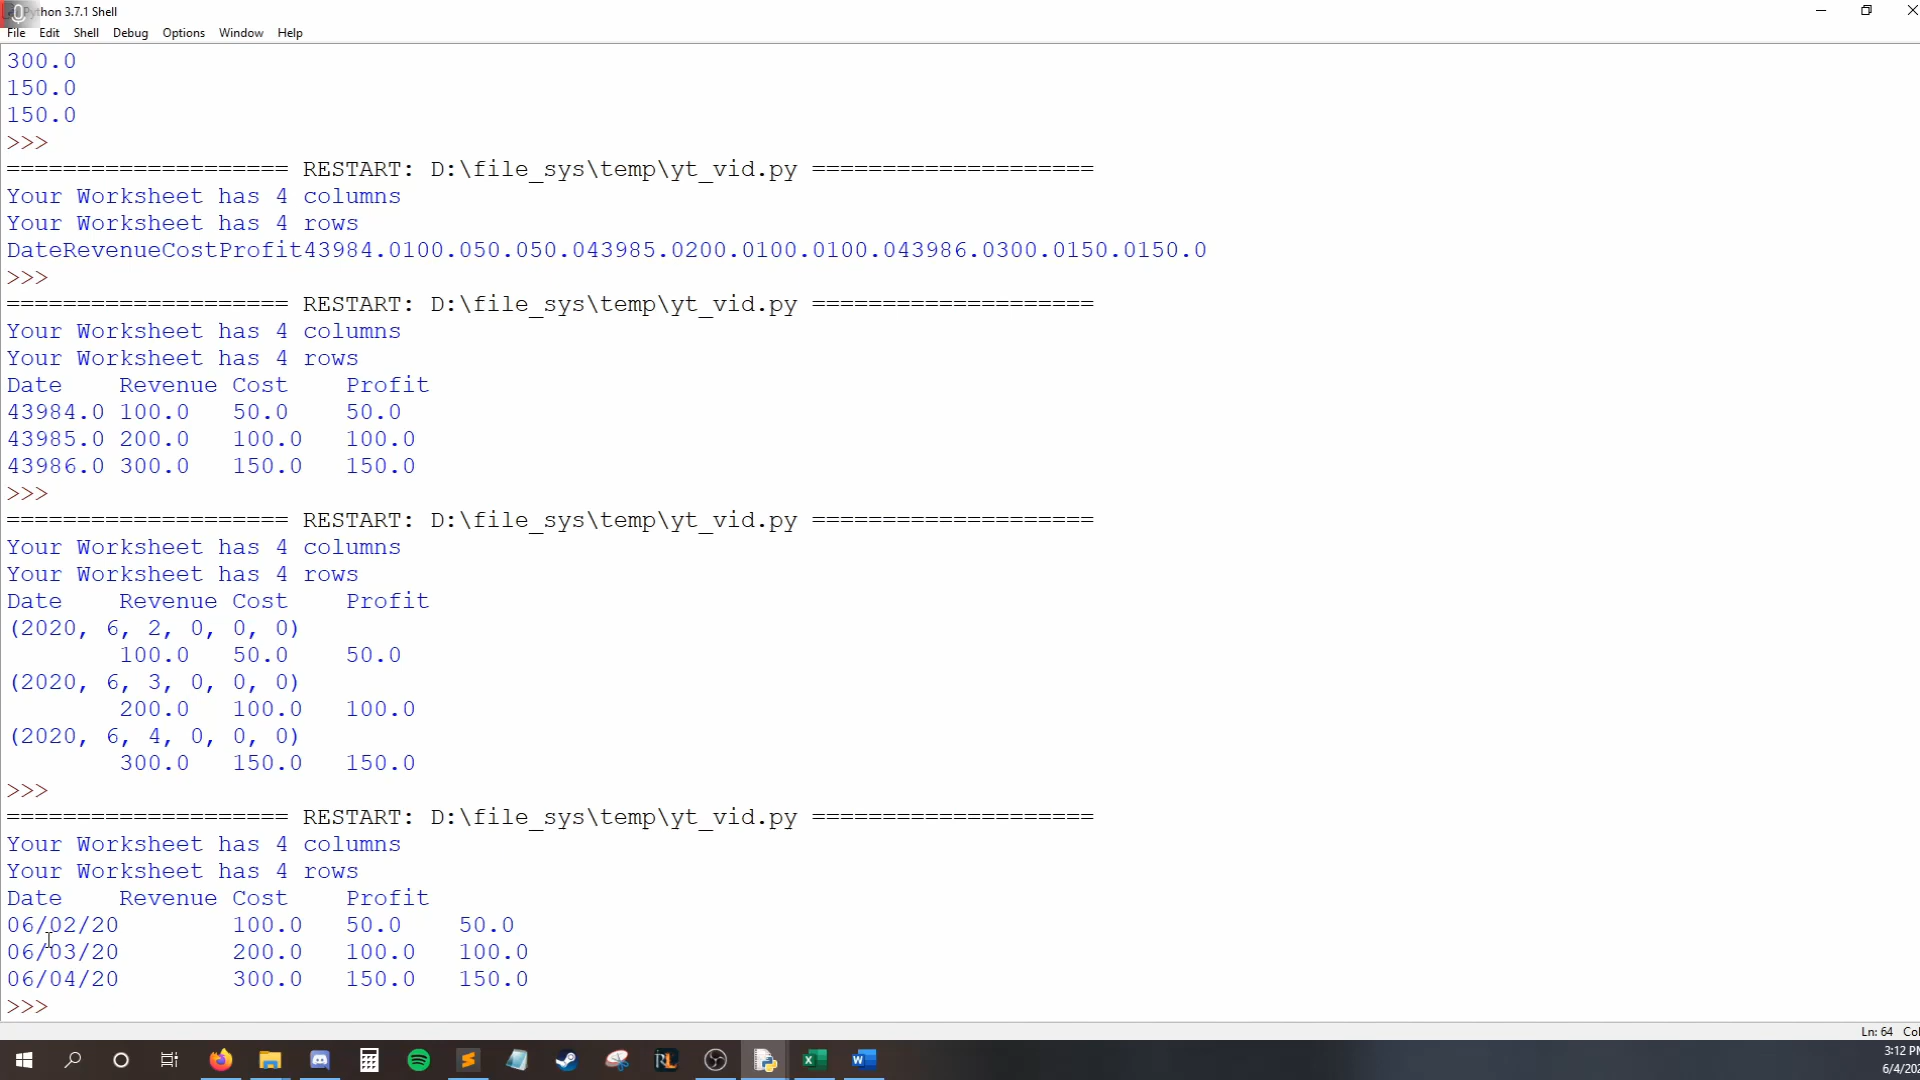 Python 3.7.1 Shell
File Edit Shell Debug Options Window Help
300.0
150.0
150.0
>>>
==================== RESTART: D:\file_sys\temp\yt_vid.py ====================
Your Worksheet has 4 columns
Your Worksheet has 4 rows
DateRevenueCostProfit43984.0100.050.050.043985.0200.0100.0100.043986.0300.0150.0150.0
>>>
==================== RESTART: D:\file_sys\temp\yt_vid.py ====================
Your Worksheet has 4 columns
Your Worksheet has 4 rows
Date Revenue Cost Profit
43984.0 100.0 50.0 50.0
43985.0 200.0 100.0 100.0
43986.0 300.0 150.0 150.0
>>>
==================== RESTART: D:\file_sys\temp\yt_vid.py ====================
Your Worksheet has 4 columns
Your Worksheet has 4 rows
Date Revenue Cost Profit
(2020, 6, 2, 0, 0, 0)
100.0 50.0 50.0
(2020, 6, 3, 0, 0, 0)
200.0 100.0 100.0
(2020, 6, 4, 0, 0, 0)
300.0 150.0 150.0
>>>
==================== RESTART: D:\file_sys\temp\yt_vid.py ====================
Your Worksheet has 4 columns
Your Worksheet has 4 rows
Date Revenue Cost Profit
06/02/20 100.0 50.0 50.0
06/03/20 200.0 100.0 100.0
06/04/20 300.0 150.0 150.0
>>>
Ln: 64 Co
RL
3:12 PM
6/4/202